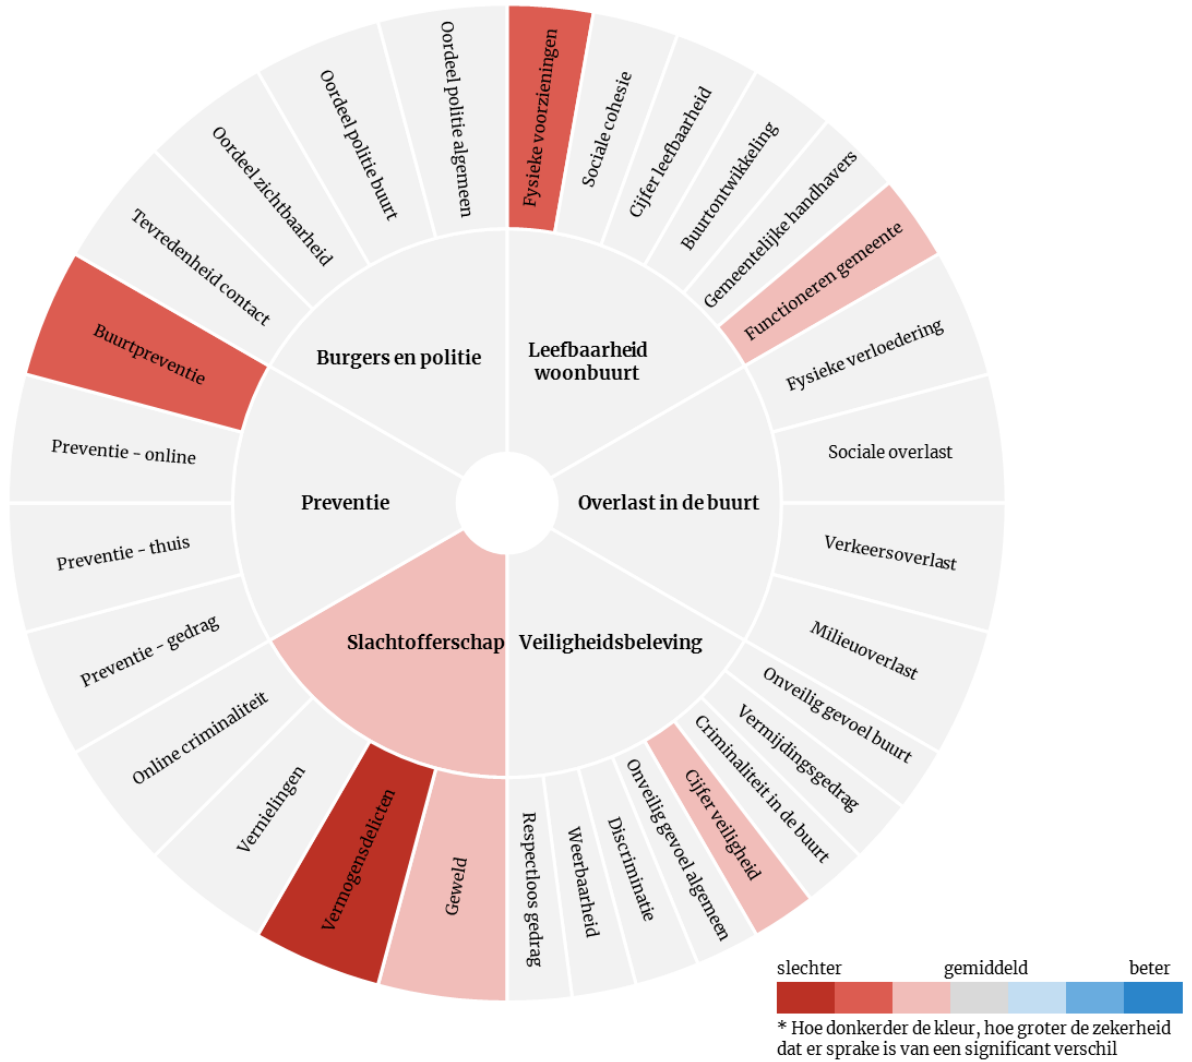 Fysieke voorzieningen
Sociale cohesie
Cijfer leefbaarheid
Buurtontwikkeling
Gemeentelijke handhavers
Functioneren gemeente
Fysieke verloedering
Sociale overlast
Verkeersoverlast
Milieuoverlast
Onveilig gevoel buurt
Vermijdingsgedrag
Criminaliteit in de buurt
Cijfer veiligheid
Onveilig gevoel algemeen
Discriminatie
Weerbaarheid
Respectloos gedrag
Geweld
Vermogensdelicten
Vernielingen
Online criminaliteit
Preventie - gedrag
Preventie - thuis
Preventie - online
Buurtpreventie
Tevredenheid contact
Oordeel zichtbaarheid
Oordeel politie buurt
Oordeel politie algemeen
Leefbaarheid
woonbuurt
Overlast in de buurt
Veiligheidsbeleving
Slachtofferschap
Preventie
Burgers en politie
slechter gemiddeld beter
* Hoe donkerder de kleur, hoe groter de zekerheid
dat er sprake is van een significant verschil